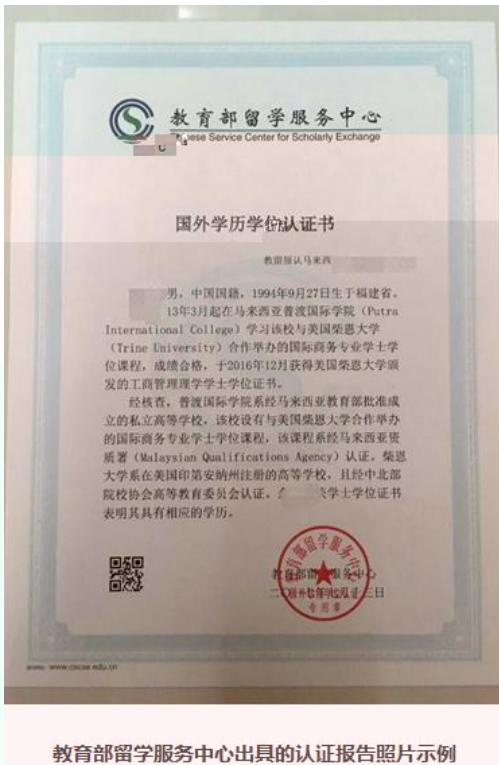 教育部留学服务中心
Chinese Service Center for Scholarly Exchange
国外学历学位认证书
教留服认马来西
男，中国国籍，1994年9月27日生于福建省。
13年3月起在马来西亚普渡国际学院（Putra
International College）学习该校与美国柴恩大学
（Trine University）合作举办的国际商务专业学士学
位课程，成绩合格，于2016年12月获得美国柴恩大学颁
发的工商管理理学学士学位证书。
经核查，普渡国际学院系经马来西亚教育部批准成
立的私立高等学校，该校设有与美国柴恩大学合作举办
的国际商务专业学士学位课程，该课程系经马来西亚资
质署（Malaysian Qualifications Agency）认证。柴恩
大学系在美国印第安纳州注册的高等学校，且经中北部
院校协会高等教育委员会认证。学士学位证书
表明其具有相应的学历。
教育部留学服务中心
二〇一七年七月十三日
专用章
www.cscse.edu.cn
教育部留学服务中心出具的认证报告照片示例